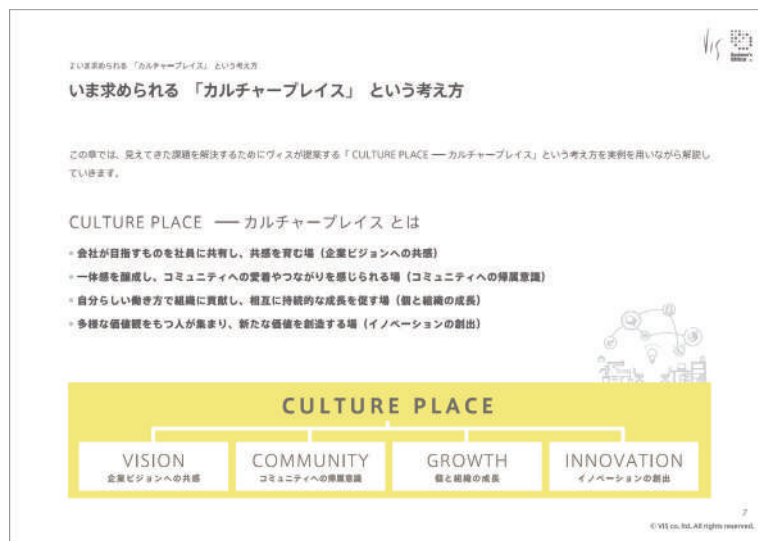 2 いま求められる 「カルチャープレイス」 という考え方
VIS
いま求められる 「カルチャープレイス」 という考え方
この章では、見えてきた課題を解決するためにヴィスが提案する「 CULTURE PLACE ── カルチャープレイス」という考え方を実例を用いながら解説し
ていきます。
CULTURE PLACE ── カルチャープレイス とは
◦ 会社が目指すものを社員に共有し、共感を育む場（企業ビジョンへの共感）
◦ 一体感を醸成し、コミュニティへの愛着やつながりを感じられる場（コミュニティへの帰属意識）
◦ 自分らしい働き方で組織に貢献し、相互に持続的な成長を促す場（個と組織の成長）
◦ 多様な価値観をもつ人が集まり、新たな価値を創造する場（イノベーションの創出）
CULTURE PLACE
VISION
企業ビジョンへの共感
COMMUNITY
コミュニティへの帰属意識
GROWTH
個と組織の成長
INNOVATION
イノベーションの創出
7
© VIS co. ltd. All rights reserved.